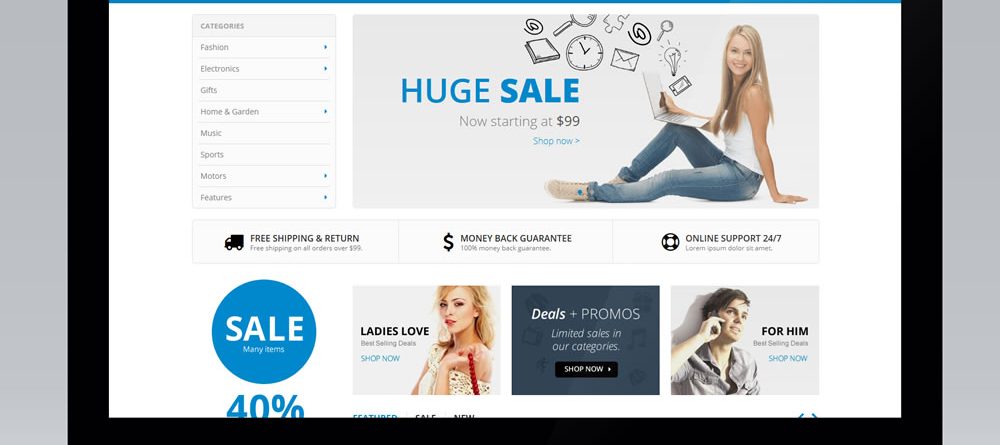 CATEGORIES
Fashion
Electronics
Gifts
Home & Garden
Music
Sports
Motors
Features
HUGE SALE
Now starting at $99
Shop now >
FREE SHIPPING & RETURN
Free shipping on all orders over $99.
MONEY BACK GUARANTEE
100% money back guarantee.
ONLINE SUPPORT 24/7
Lorem ipsum dolor sit amet.
SALE
Many items
40%
LADIES LOVE
Best Selling Deals
SHOP NOW
Deals + PROMOS
Limited sales in
our categories.
SHOP NOW
FOR HIM
Best Selling Deals
SHOP NOW
FEATURED SALE NEW